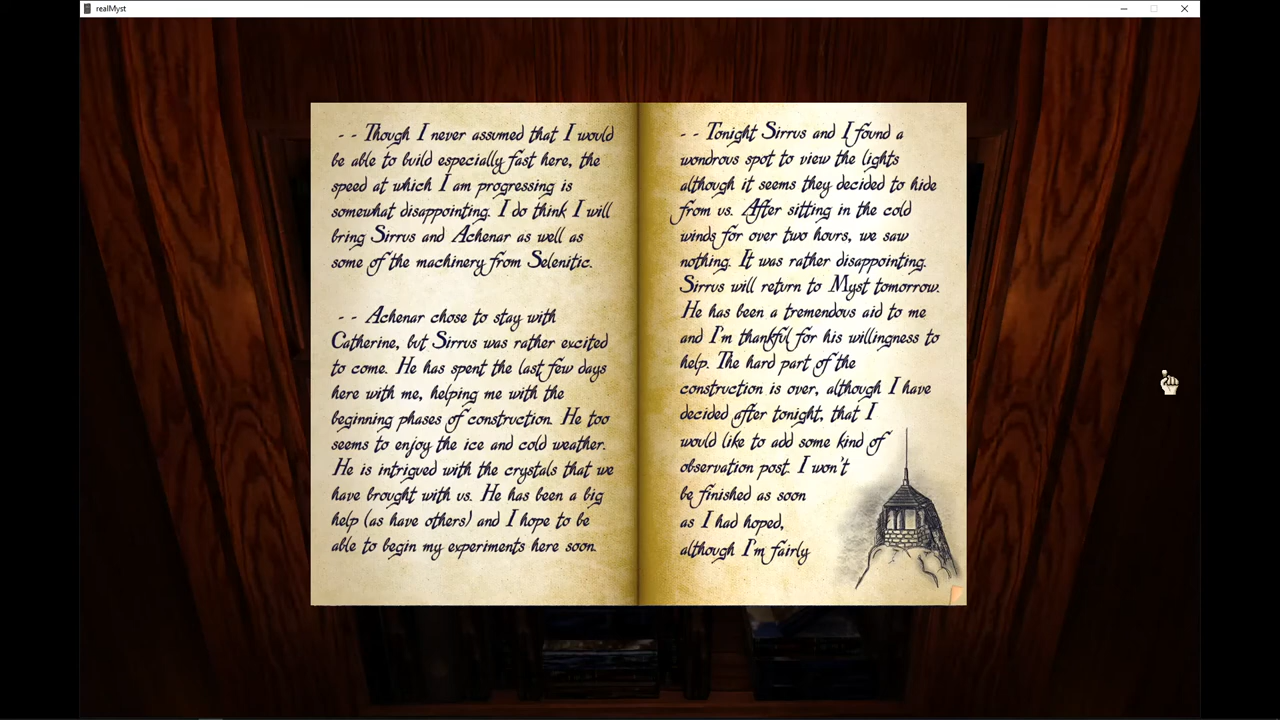 realMyst
- - Though I never assumed that I would
be able to build especially fast here, the
speed at which I am progressing is
somewhat disappointing. I do think I will
bring Sirrus and Achenar as well as
some of the machinery from Selenitic.
- - Achenar chose to stay with
Catherine, but Sirrus was rather excited
to come. He has spent the last few days
here with me, helping me with the
beginning phases of construction. He too
seems to enjoy the ice and cold weather.
He is intrigued with the crystals that we
have brought with us. He has been a big
help (as have others) and I hope to be
able to begin my experiments here soon.
- - Tonight Sirrus and I found a
wondrous spot to view the lights
although it seems they decided to hide
from us. After sitting in the cold
winds for over two hours, we saw
nothing. It was rather disappointing.
Sirrus will return to Myst tomorrow.
He has been a tremendous aid to me
and I'm thankful for his willingness to
help. The hard part of the
construction is over, although I have
decided after tonight, that I
would like to add some kind of
observation post. I won't
be finished as soon
as I had hoped,
although I'm fairly